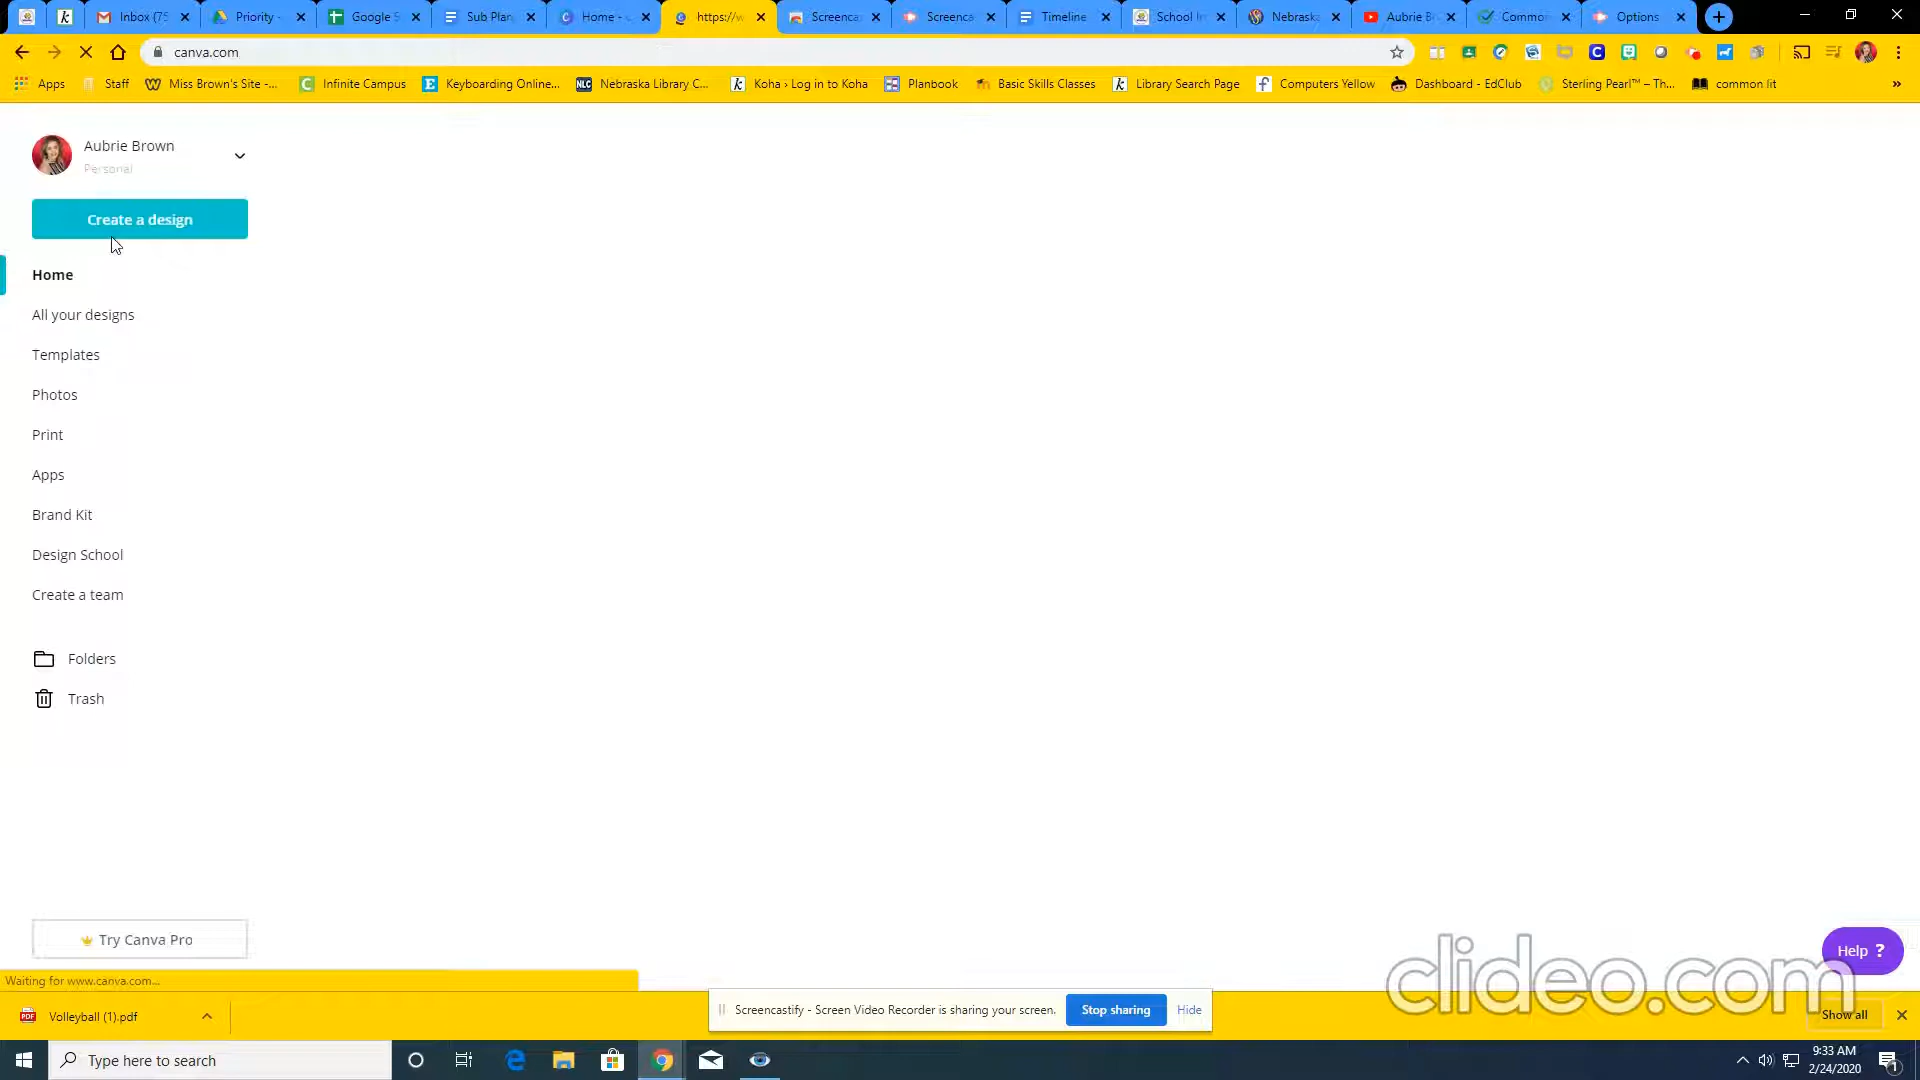 Inbox (75
Priority -
Google S
Sub Plan
Home - c
https://w
Screenca
Screenca
Timeline
School Im
Nebraska
Aubrie Br
Common
Options
canva.com
Apps
Staff
Miss Brown's Site -...
Infinite Campus
Keyboarding Online...
NLC
Nebraska Library C...
Koha › Log in to Koha
Planbook
Basic Skills Classes
Library Search Page
Computers Yellow
Dashboard - EdClub
Sterling Pearl™ – Th...
common lit
»
Aubrie Brown
Personal
Create a design
Home
All your designs
Templates
Photos
Print
Apps
Brand Kit
Design School
Create a team
Folders
Trash
Try Canva Pro
Help ?
clideo.com
Waiting for www.canva.com...
Volleyball (1).pdf
Screencastify - Screen Video Recorder is sharing your screen.
Stop sharing
Hide
Show all
Type here to search
9:33 AM
2/24/2020
1